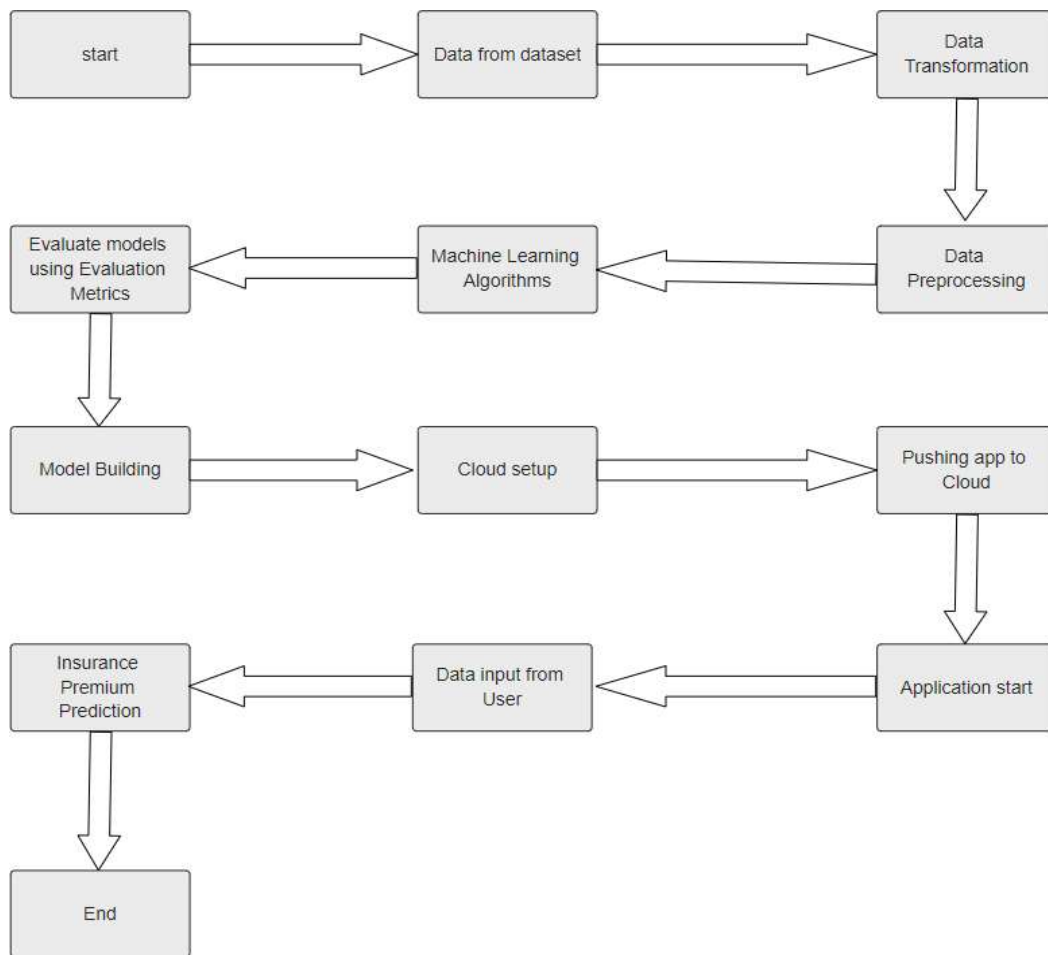 start
Data from dataset
Data
Transformation
Data
Preprocessing
Machine Learning
Algorithms
Evaluate models
using Evaluation
Metrics
Model Building
Cloud setup
Pushing app to
Cloud
Application start
Data input from
User
Insurance
Premium
Prediction
End